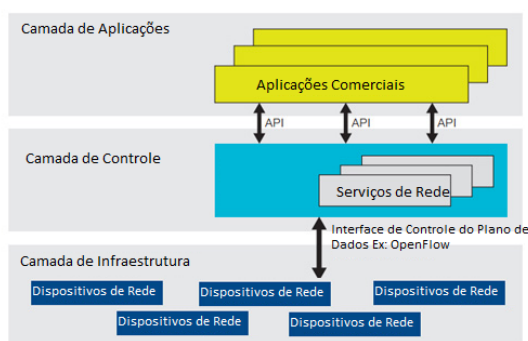 Camada de Aplicações
Aplicações Comerciais
API
API
API
Camada de Controle
Serviços de Rede
Interface de Controle do Plano de
Dados Ex: OpenFlow
Camada de Infraestrutura
Dispositivos de Rede
Dispositivos de Rede
Dispositivos de Rede
Dispositivos de Rede
Dispositivos de Rede